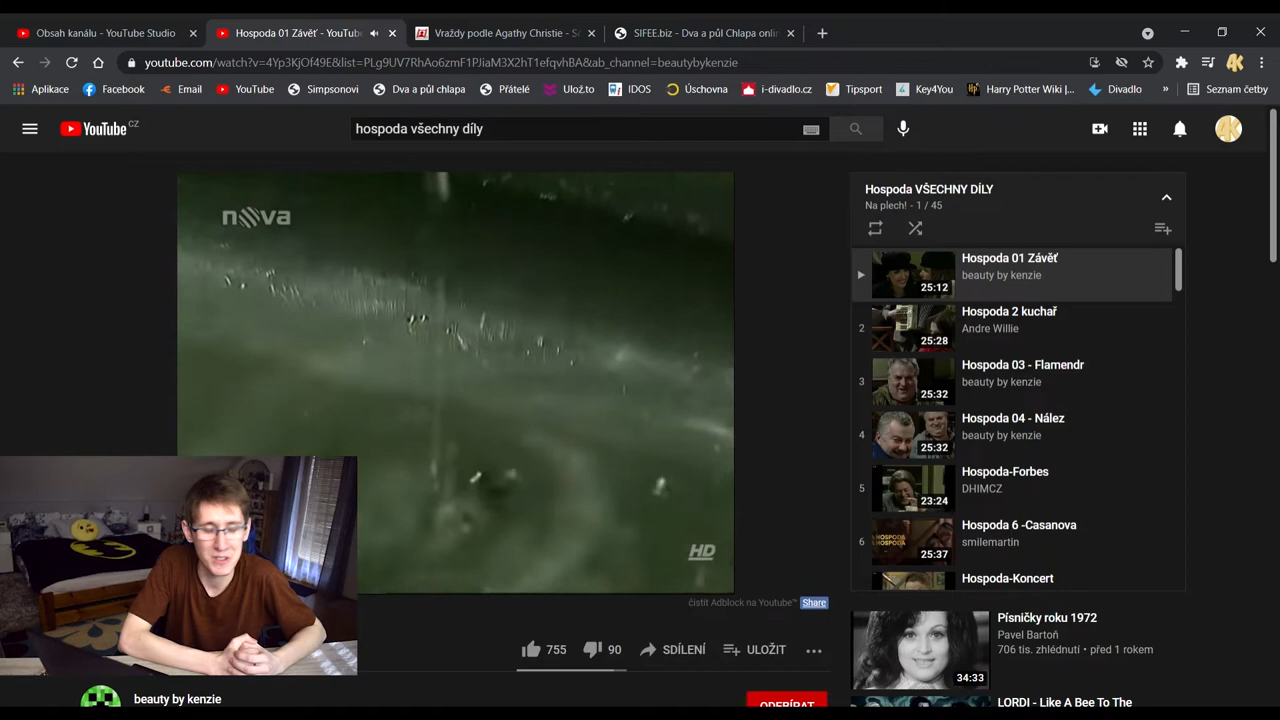 Obsah kanálu - YouTube Studio
Hospoda 01 Závěť - YouTube
Vraždy podle Agathy Christie - S
SIFEE.biz - Dva a půl Chlapa onli
youtube.com/watch?v=4Yp3KjOf49E&list=PLg9UV7RhAo6zmF1PJiaM3X2hT1efqvhBA&ab_channel=beautybykenzie
Aplikace
Facebook
Email
YouTube
Simpsonovi
Dva a půl chlapa
Přátelé
Ulož.to
IDOS
Úschovna
i-divadlo.cz
Tipsport
Key4You
Harry Potter Wiki |...
Divadlo
Seznam četby
YouTube CZ
hospoda všechny díly
nova
HD
čistit Adblock na Youtube™ Share
755
90
SDÍLENÍ
ULOŽIT
beauty by kenzie
ODEBÍRAT
Hospoda VŠECHNY DÍLY
Na plech! - 1 / 45
Hospoda 01 Závěť
beauty by kenzie
25:12
2
Hospoda 2 kuchař
Andre Willie
25:28
3
Hospoda 03 - Flamendr
beauty by kenzie
25:32
4
Hospoda 04 - Nález
beauty by kenzie
25:32
5
Hospoda-Forbes
DHIMCZ
23:24
6
Hospoda 6 -Casanova
smilemartin
HOSPODA
HOSPODA
25:37
Hospoda-Koncert
Písničky roku 1972
Pavel Bartoň
706 tis. zhlédnutí • před 1 rokem
34:33
LORDI - Like A Bee To The